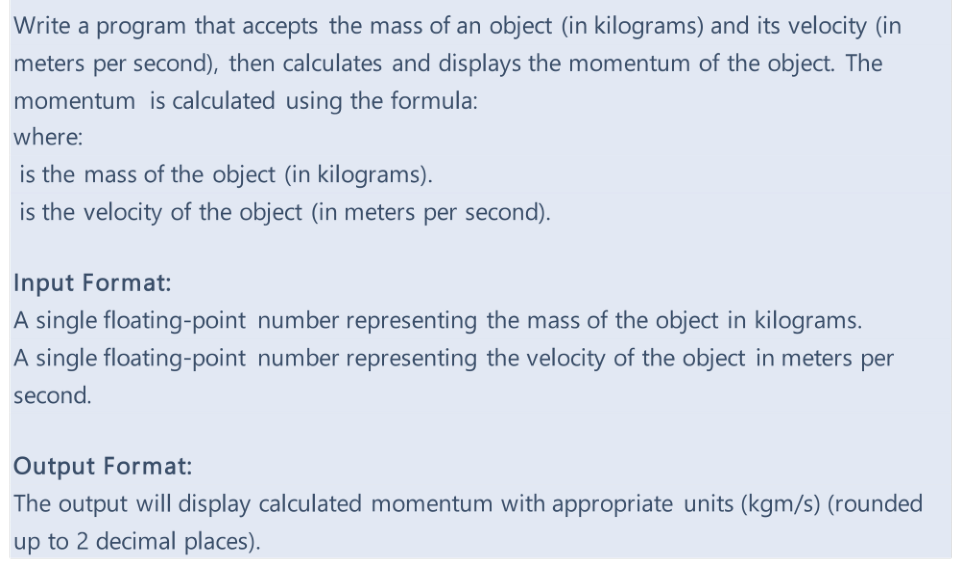 Write a program that accepts the mass of an object (in kilograms) and its velocity (in
meters per second), then calculates and displays the momentum of the object. The
momentum is calculated using the formula:
where:
is the mass of the object (in kilograms).
is the velocity of the object (in meters per second).
Input Format:
A single floating-point number representing the mass of the object in kilograms.
A single floating-point number representing the velocity of the object in meters per
second.
Output Format:
The output will display calculated momentum with appropriate units (kgm/s) (rounded
up to 2 decimal places).